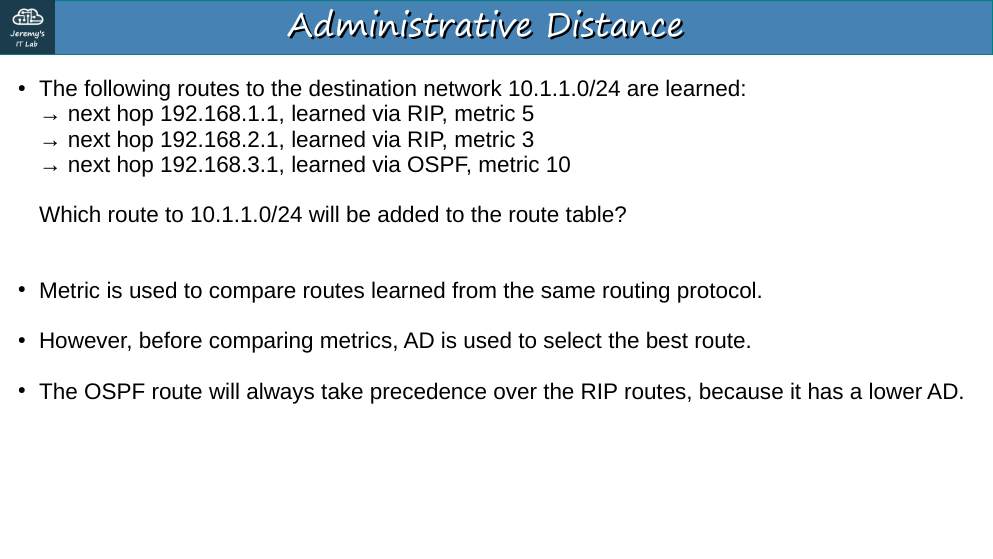 Jeremy's
IT Lab
Administrative Distance
• The following routes to the destination network 10.1.1.0/24 are learned:
→ next hop 192.168.1.1, learned via RIP, metric 5
→ next hop 192.168.2.1, learned via RIP, metric 3
→ next hop 192.168.3.1, learned via OSPF, metric 10
Which route to 10.1.1.0/24 will be added to the route table?
• Metric is used to compare routes learned from the same routing protocol.
• However, before comparing metrics, AD is used to select the best route.
• The OSPF route will always take precedence over the RIP routes, because it has a lower AD.